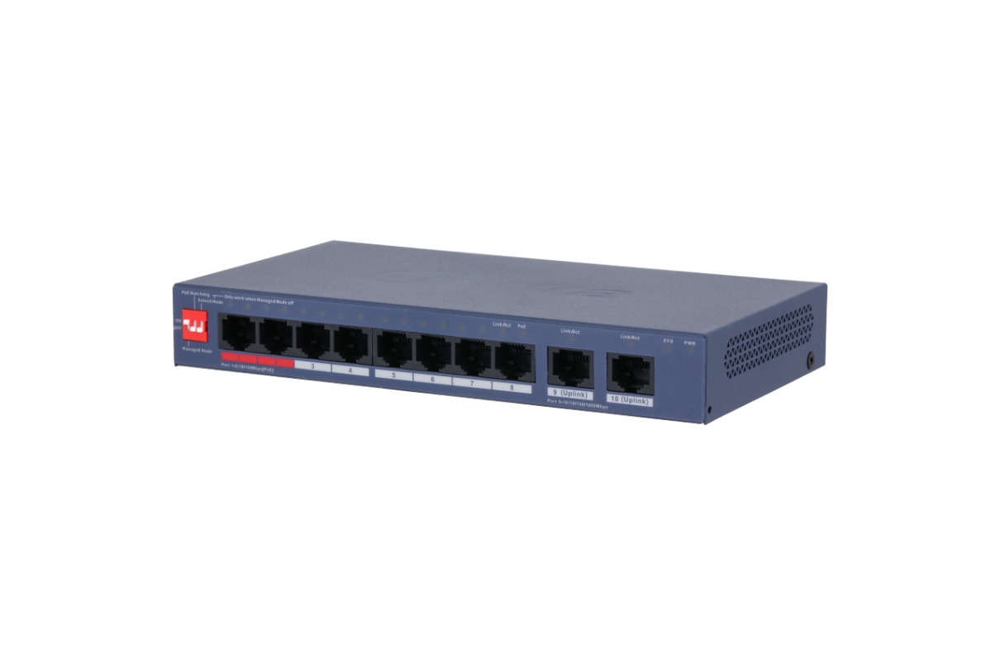 PoE Watchdog
Only work when Managed Mode off
Extend Mode
ON
OFF
Managed Mode
Link/Act PoE
Link/Act
Link/Act
SYS PWR
1 2 3 4 5 6 7 8
Port 1-8(10/100Mbps)(PoE)
9 (Uplink)
10 (Uplink)
Port 9-10(10/100/1000Mbps